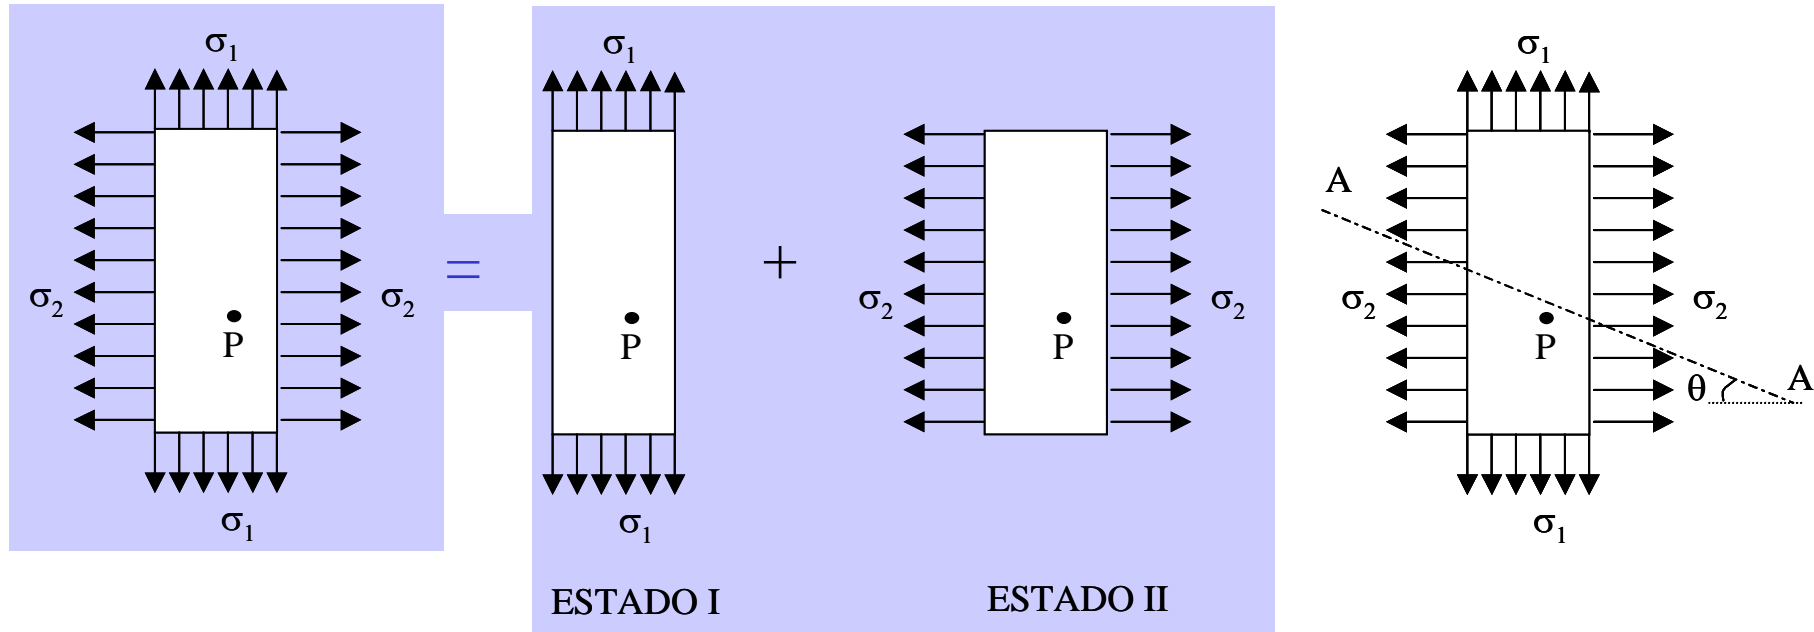 σ1 σ1 σ1
A
= +
σ2 σ2 σ2 σ2 σ2 σ2
P P P P
θ A
σ1 σ1 σ1
ESTADO I ESTADO II